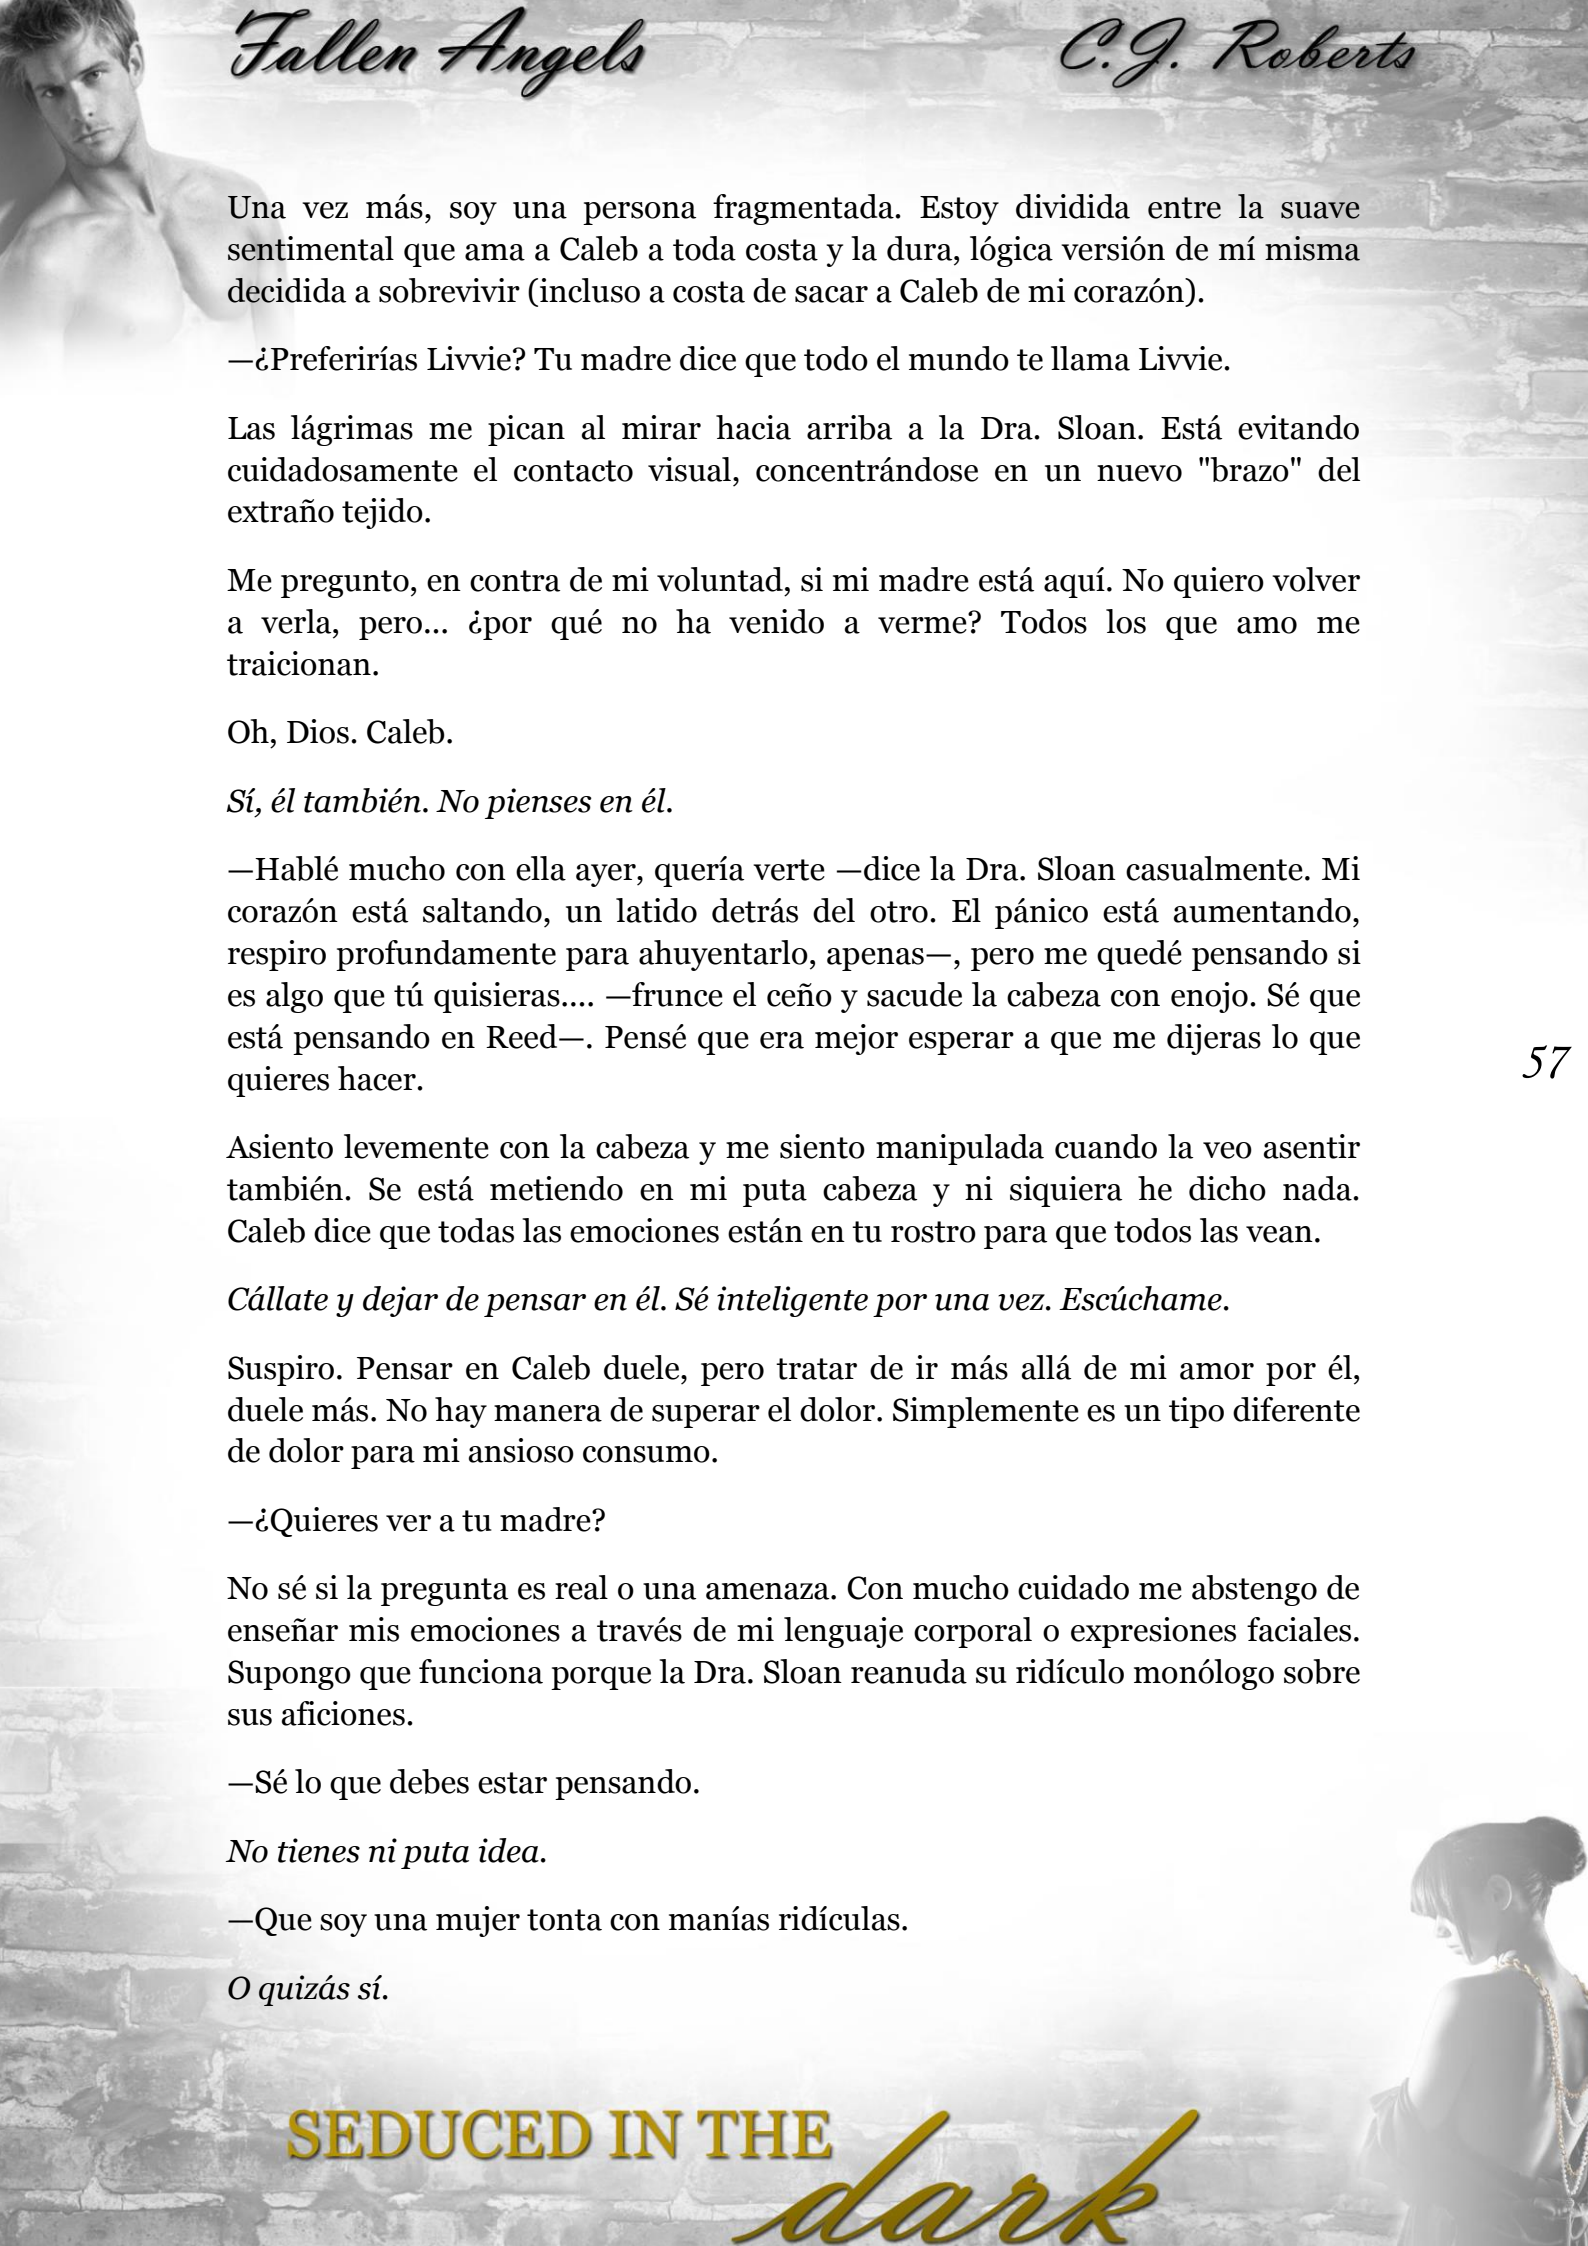 Fallen Angels
C.J. Roberts
Una vez más, soy una persona fragmentada. Estoy dividida entre la suave
sentimental que ama a Caleb a toda costa y la dura, lógica versión de mí misma
decidida a sobrevivir (incluso a costa de sacar a Caleb de mi corazón).
—¿Preferirías Livvie? Tu madre dice que todo el mundo te llama Livvie.
Las lágrimas me pican al mirar hacia arriba a la Dra. Sloan. Está evitando
cuidadosamente el contacto visual, concentrándose en un nuevo "brazo" del
extraño tejido.
Me pregunto, en contra de mi voluntad, si mi madre está aquí. No quiero volver
a verla, pero... ¿por qué no ha venido a verme? Todos los que amo me
traicionan.
Oh, Dios. Caleb.
Sí, él también. No pienses en él.
—Hablé mucho con ella ayer, quería verte —dice la Dra. Sloan casualmente. Mi
corazón está saltando, un latido detrás del otro. El pánico está aumentando,
respiro profundamente para ahuyentarlo, apenas—, pero me quedé pensando si
es algo que tú quisieras.... —frunce el ceño y sacude la cabeza con enojo. Sé que
está pensando en Reed—. Pensé que era mejor esperar a que me dijeras lo que
quieres hacer.
57
Asiento levemente con la cabeza y me siento manipulada cuando la veo asentir
también. Se está metiendo en mi puta cabeza y ni siquiera he dicho nada.
Caleb dice que todas las emociones están en tu rostro para que todos las vean.
Cállate y dejar de pensar en él. Sé inteligente por una vez. Escúchame.
Suspiro. Pensar en Caleb duele, pero tratar de ir más allá de mi amor por él,
duele más. No hay manera de superar el dolor. Simplemente es un tipo diferente
de dolor para mi ansioso consumo.
—¿Quieres ver a tu madre?
No sé si la pregunta es real o una amenaza. Con mucho cuidado me abstengo de
enseñar mis emociones a través de mi lenguaje corporal o expresiones faciales.
Supongo que funciona porque la Dra. Sloan reanuda su ridículo monólogo sobre
sus aficiones.
—Sé lo que debes estar pensando.
No tienes ni puta idea.
—Que soy una mujer tonta con manías ridículas.
O quizás sí.
SEDUCED IN THE
dark